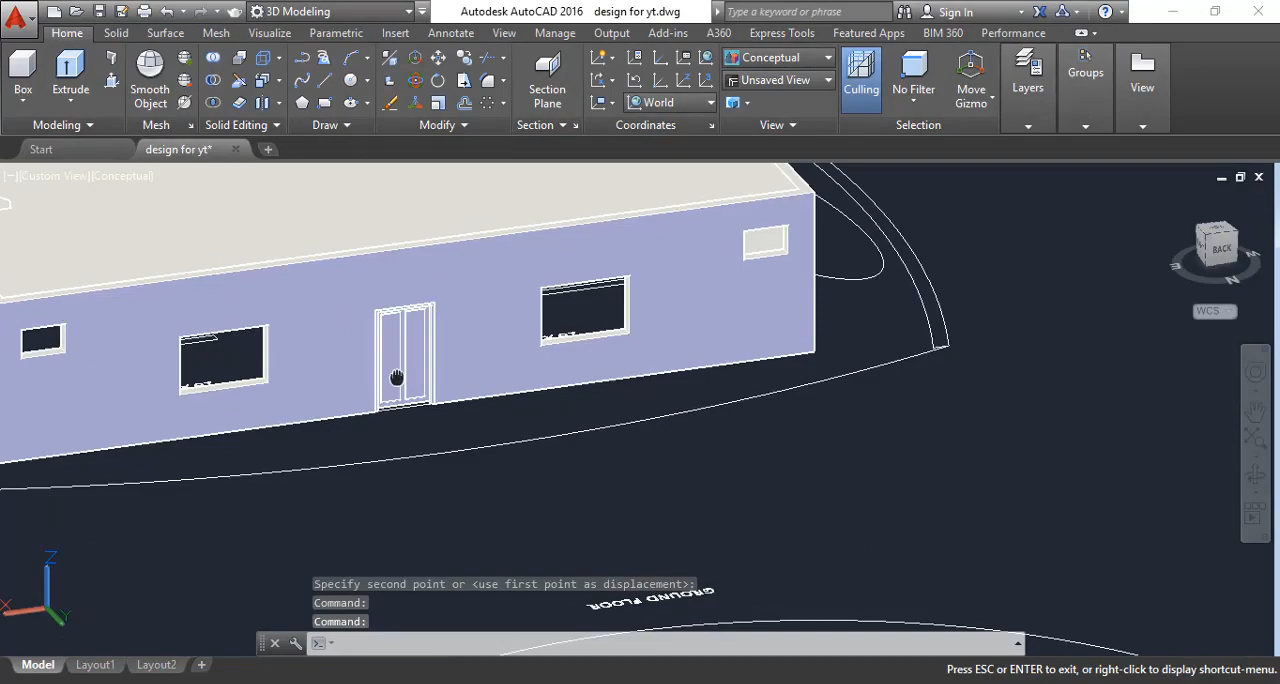 3D Modeling
Autodesk AutoCAD 2016 design for yt.dwg
Type a keyword or phrase
Sign In
Home Solid Surface Mesh Visualize Parametric Insert Annotate View Manage Output Add-ins A360 Express Tools Featured Apps BIM 360 Performance
Box
Extrude
Smooth
Object
Section
Plane
Conceptual
Unsaved View
World
Culling
No Filter
Move
Gizmo
Layers
Groups
View
Modeling
Mesh
Solid Editing
Draw
Modify
Section
Coordinates
View
Selection
Start
design for yt*
[−][Custom View][Conceptual]
BACK
N
WCS
Z
X
Y
Specify second point or <use first point as displacement>:
Command:
Command:
GROUND FLOOR
Model Layout1 Layout2
Press ESC or ENTER to exit, or right-click to display shortcut-menu.